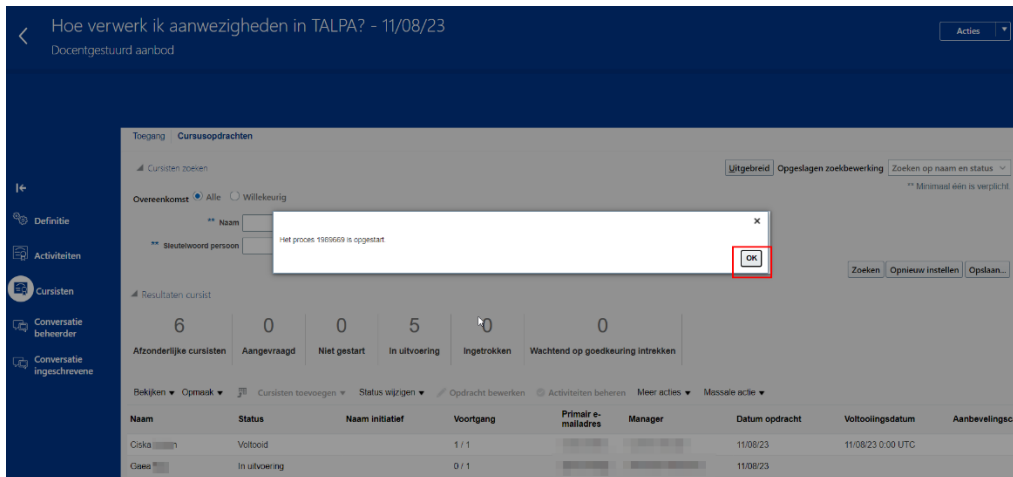 Hoe verwerk ik aanwezigheden in TALPA? - 11/08/23
Docentgestuurd aanbod
Acties
Toegang Cursusopdrachten
Cursisten zoeken
Uitgebreid Opgeslagen zoekbewerking Zoeken op naam en status
** Minimaal één is verplicht
Overeenkomst Alle Willekeurig
** Naam
** Sleutelwoord persoon
Het proces 1989669 is opgestart.
OK
Zoeken Opnieuw instellen Opslaan...
Definitie
Activiteiten
Cursisten
Conversatie
beheerder
Conversatie
ingeschrevene
Resultaten cursist
6 0 0 5 0 0
Afzonderlijke cursisten Aangevraagd Niet gestart In uitvoering Ingetrokken Wachtend op goedkeuring intrekken
Bekijken Opmaak Cursisten toevoegen Status wijzigen Opdracht bewerken Activiteiten beheren Meer acties Massale actie
Naam Status Naam initiatief Voortgang Primair e-
mailadres Manager Datum opdracht Voltooiingsdatum Aanbevelingsc
Ciska Voltooid 1 / 1 11/08/23 11/08/23 0:00 UTC
Gaea In uitvoering 0 / 1 11/08/23